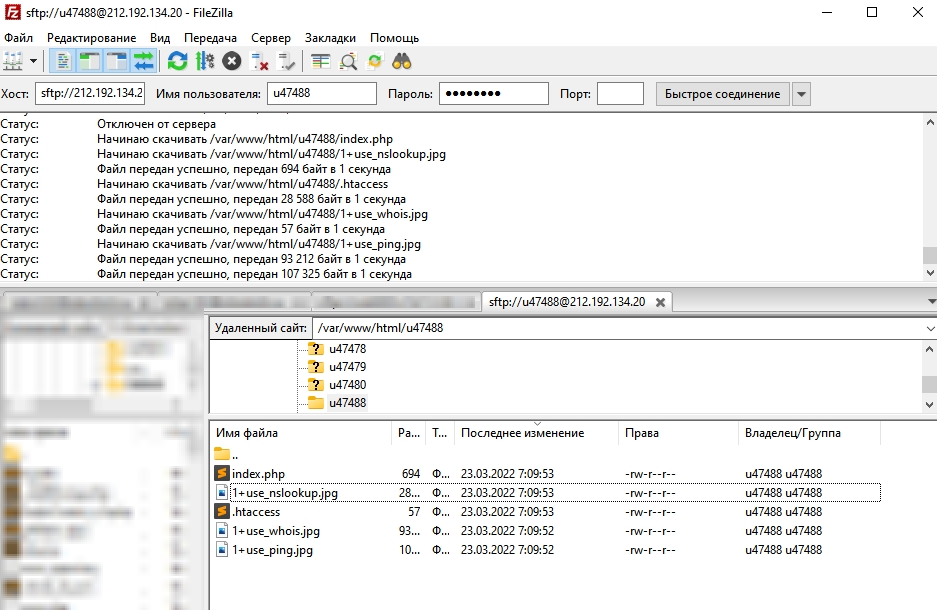 sftp://u47488@212.192.134.20 - FileZilla
Файл Редактирование Вид Передача Сервер Закладки Помощь
Хост: sftp://212.192.134.2 Имя пользователя: u47488 Пароль: ●●●●●●●● Порт: Быстрое соединение
Статус: Отключен от сервера
Статус: Начинаю скачивать /var/www/html/u47488/index.php
Статус: Начинаю скачивать /var/www/html/u47488/1+use_nslookup.jpg
Статус: Файл передан успешно, передан 694 байт в 1 секунда
Статус: Начинаю скачивать /var/www/html/u47488/.htaccess
Статус: Файл передан успешно, передан 28 588 байт в 1 секунда
Статус: Начинаю скачивать /var/www/html/u47488/1+use_whois.jpg
Статус: Файл передан успешно, передан 57 байт в 1 секунда
Статус: Начинаю скачивать /var/www/html/u47488/1+use_ping.jpg
Статус: Файл передан успешно, передан 93 212 байт в 1 секунда
Статус: Файл передан успешно, передан 107 325 байт в 1 секунда
sftp://u47488@212.192.134.20
Удаленный сайт: /var/www/html/u47488
u47478
u47479
u47480
u47488
Имя файла Ра... Т... Последнее изменение Права Владелец/Группа
..
index.php 694 Ф... 23.03.2022 7:09:53 -rw-r--r-- u47488 u47488
1+use_nslookup.jpg 28... Ф... 23.03.2022 7:09:53 -rw-r--r-- u47488 u47488
.htaccess 57 Ф... 23.03.2022 7:09:53 -rw-r--r-- u47488 u47488
1+use_whois.jpg 93... Ф... 23.03.2022 7:09:52 -rw-r--r-- u47488 u47488
1+use_ping.jpg 10... Ф... 23.03.2022 7:09:52 -rw-r--r-- u47488 u47488